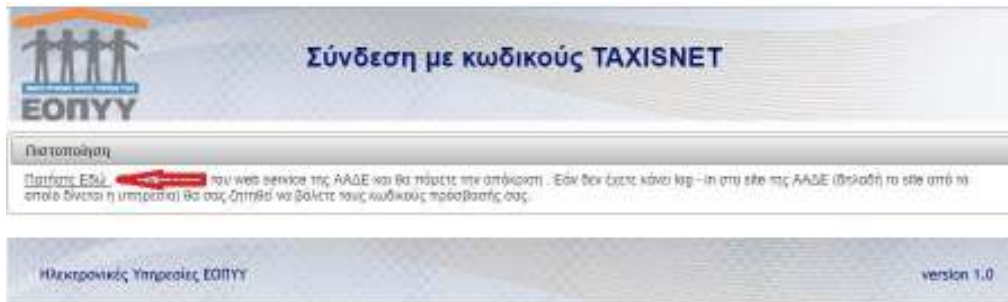 Σύνδεση με κωδικούς TAXISNET
ΕΟΠΥΥ
Πιστοποίηση
Πατήστε Εδώ του web service της ΑΑΔΕ και θα πάρετε την απόκριση . Εάν δεν έχετε κάνει log - in στο site της ΑΑΔΕ (δηλαδή το site από το
οποίο δίνεται η υπηρεσία) θα σας ζητηθεί να βάλετε τους κωδικούς πρόσβασής σας.
Ηλεκτρονικές Υπηρεσίες ΕΟΠΥΥ
version 1.0